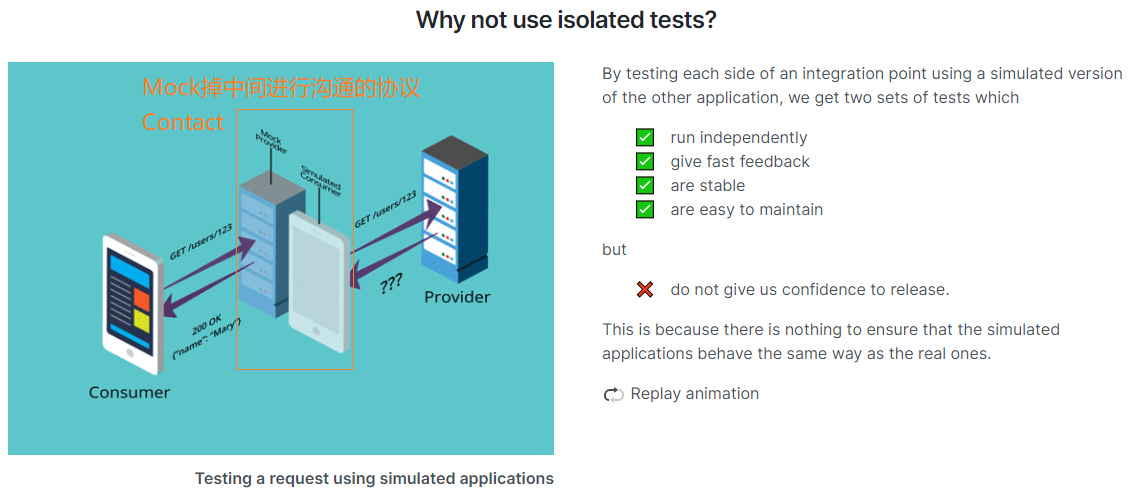 Why not use isolated tests?
Mock掉中间进行沟通的协议
Contact
Mock
Provider
Simulated
Consumer
GET /users/123
GET /users/123
???
200 OK
{"name": "Mary"}
Provider
Consumer
Testing a request using simulated applications
By testing each side of an integration point using a simulated version
of the other application, we get two sets of tests which
run independently
give fast feedback
are stable
are easy to maintain
but
do not give us confidence to release.
This is because there is nothing to ensure that the simulated
applications behave the same way as the real ones.
Replay animation